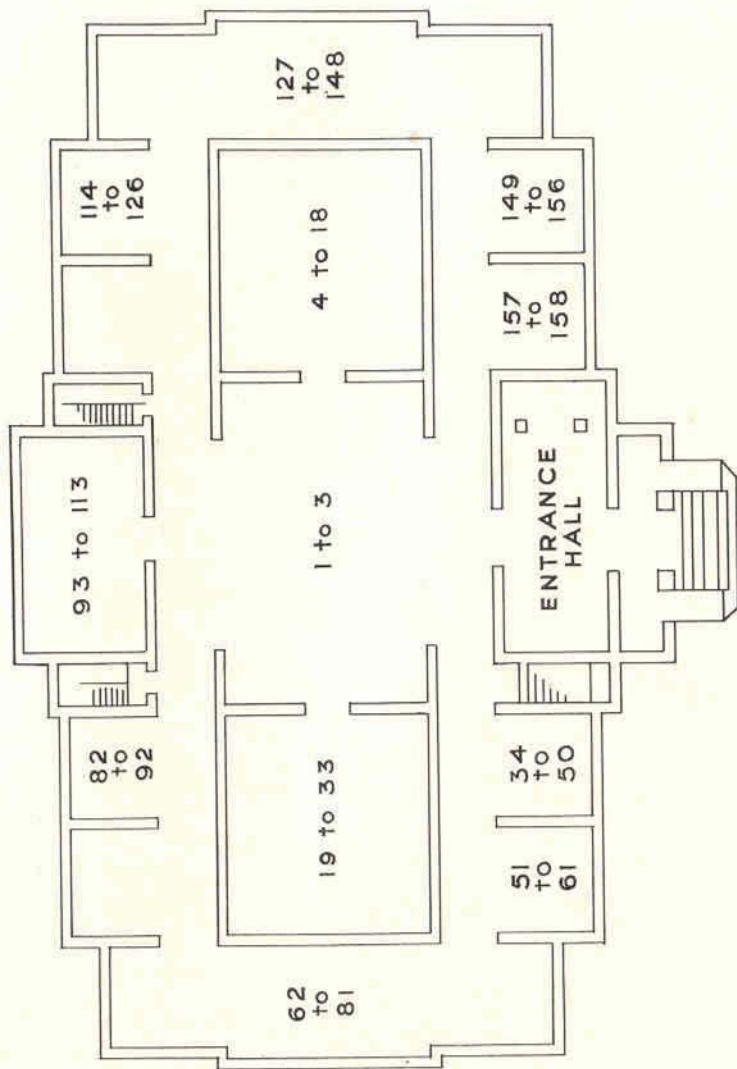 82
to
92
93 to 113
114
to
126
62
to
81
19 to 33
1 to 3
4 to 18
127
to
148
51
to
61
34
to
50
ENTRANCE
HALL
157
to
158
149
to
156